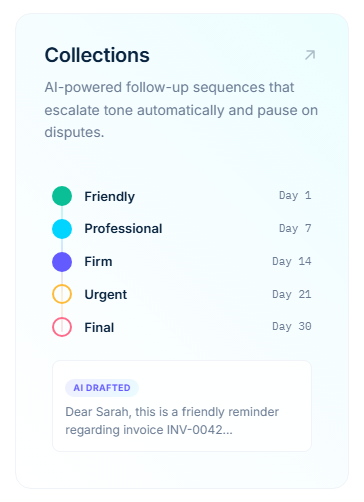 Collections
AI-powered follow-up sequences that
escalate tone automatically and pause on
disputes.
Friendly Day 1
Professional Day 7
Firm Day 14
Urgent Day 21
Final Day 30
AI DRAFTED
Dear Sarah, this is a friendly reminder
regarding invoice INV-0042...